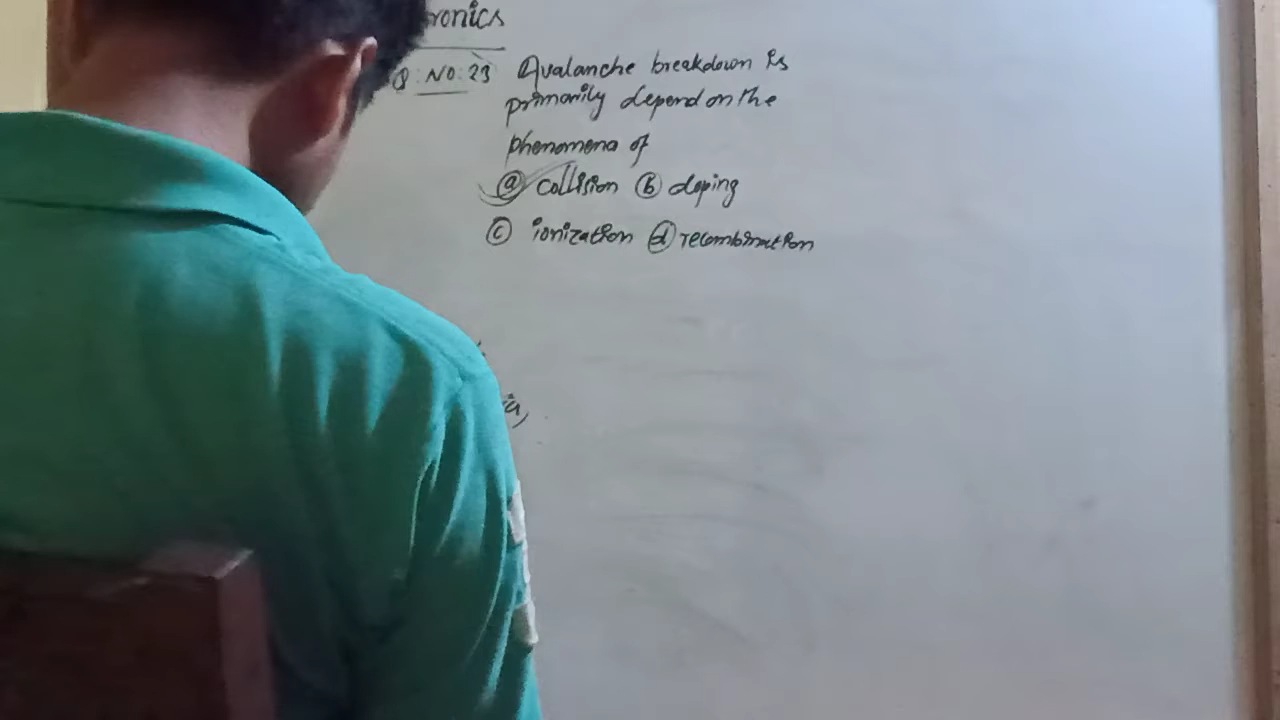 ronics
Q. NO: 23 Avalanche breakdown is
primarily depend on the
phenomena of
ⓐ collision ⓑ doping
ⓒ ionization ⓓ recombination